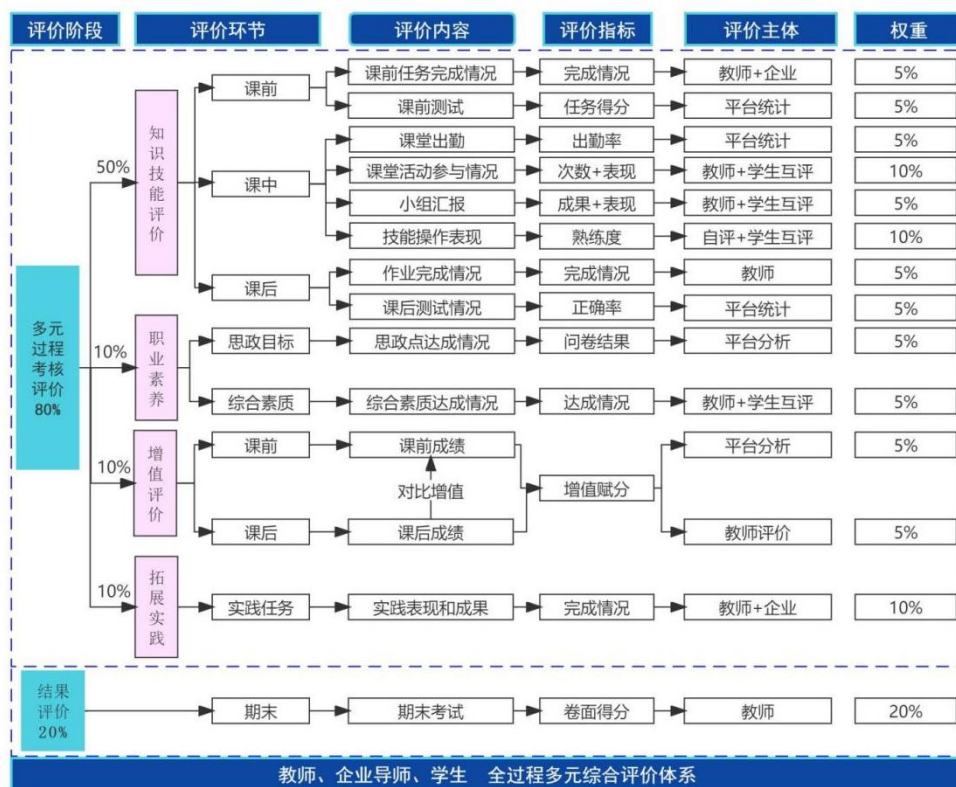 评价阶段 评价环节 评价内容 评价指标 评价主体 权重
课前 课前任务完成情况 完成情况 教师+企业 5%
课前测试 任务得分 平台统计 5%
50% 知识技能评价 课中 课堂出勤 出勤率 平台统计 5%
课堂活动参与情况 次数+表现 教师+学生互评 10%
小组汇报 成果+表现 教师+学生互评 5%
技能操作表现 熟练度 自评+学生互评 10%
课后 作业完成情况 完成情况 教师 5%
课后测试情况 正确率 平台统计 5%
多元
过程
考核
评价
80%
10% 职业素养 思政目标 思政点达成情况 问卷结果 平台分析 5%
综合素质 综合素质达成情况 达成情况 教师+学生互评 5%
10% 增值评价 课前 课前成绩 增值赋分 平台分析 5%
对比增值
课后 课后成绩 教师评价 5%
10% 拓展实践 实践任务 实践表现和成果 完成情况 教师+企业 10%
结果
评价
20%
期末 期末考试 卷面得分 教师 20%
教师、企业导师、学生 全过程多元综合评价体系